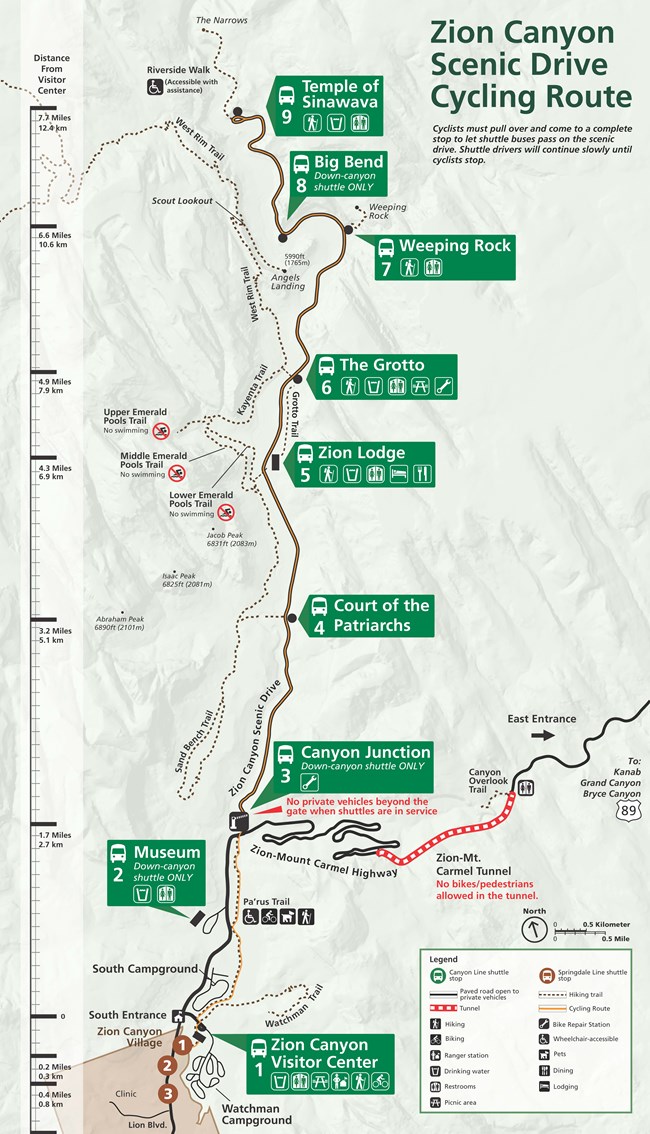 The Narrows
Zion Canyon
Scenic Drive
Cycling Route
Cyclists must pull over and come to a complete
stop to let shuttle buses pass on the scenic
drive. Shuttle drivers will continue slowly until
cyclists stop.
Distance
From
Visitor
Center
Riverside Walk
(Accessible with
assistance)
7.7 Miles
12.4 km
Temple of
Sinawava
9
West Rim Trail
Big Bend
Down-canyon
shuttle ONLY
8
Scout Lookout
Weeping
Rock
6.6 Miles
10.6 km
Weeping Rock
7
5990ft
(1765m)
Angels
Landing
West Rim Trail
The Grotto
6
4.9 Miles
7.9 km
Kayenta Trail
Grotto Trail
Upper Emerald
Pools Trail
No swimming
Middle Emerald
Pools Trail
No swimming
Zion Lodge
5
4.3 Miles
6.9 km
Lower Emerald
Pools Trail
No swimming
Jacob Peak
6831ft (2083m)
Isaac Peak
6825ft (2081m)
Abraham Peak
6890ft (2101m)
Court of the
Patriarchs
4
3.2 Miles
5.1 km
Sand Bench Trail
Zion Canyon Scenic Drive
East Entrance
Canyon Junction
Down-canyon shuttle ONLY
3
To:
Kanab
Grand Canyon
Bryce Canyon
89
Canyon
Overlook
Trail
No private vehicles beyond the
gate when shuttles are in service
1.7 Miles
2.7 km
Zion-Mount Carmel Highway
Zion-Mt.
Carmel Tunnel
No bikes/pedestrians
allowed in the tunnel.
Museum
Down-canyon
shuttle ONLY
2
Pa'rus Trail
North
0 0.5 Kilometer
0 0.5 Mile
South Campground
Watchman Trail
South Entrance
0
Zion Canyon
Village
1
2
3
Zion Canyon
Visitor Center
1
0.2 Miles
0.3 km
0.4 Miles
0.8 km
Clinic
Lion Blvd.
Watchman
Campground
Legend
Canyon Line shuttle
stop
Springdale Line shuttle
stop
Paved road open to
private vehicles
Hiking trail
Tunnel
Cycling route
Hiking
Bike Repair Station
Biking
Wheelchair-accessible
Ranger station
Pets
Drinking water
Dining
Restrooms
Lodging
Picnic area